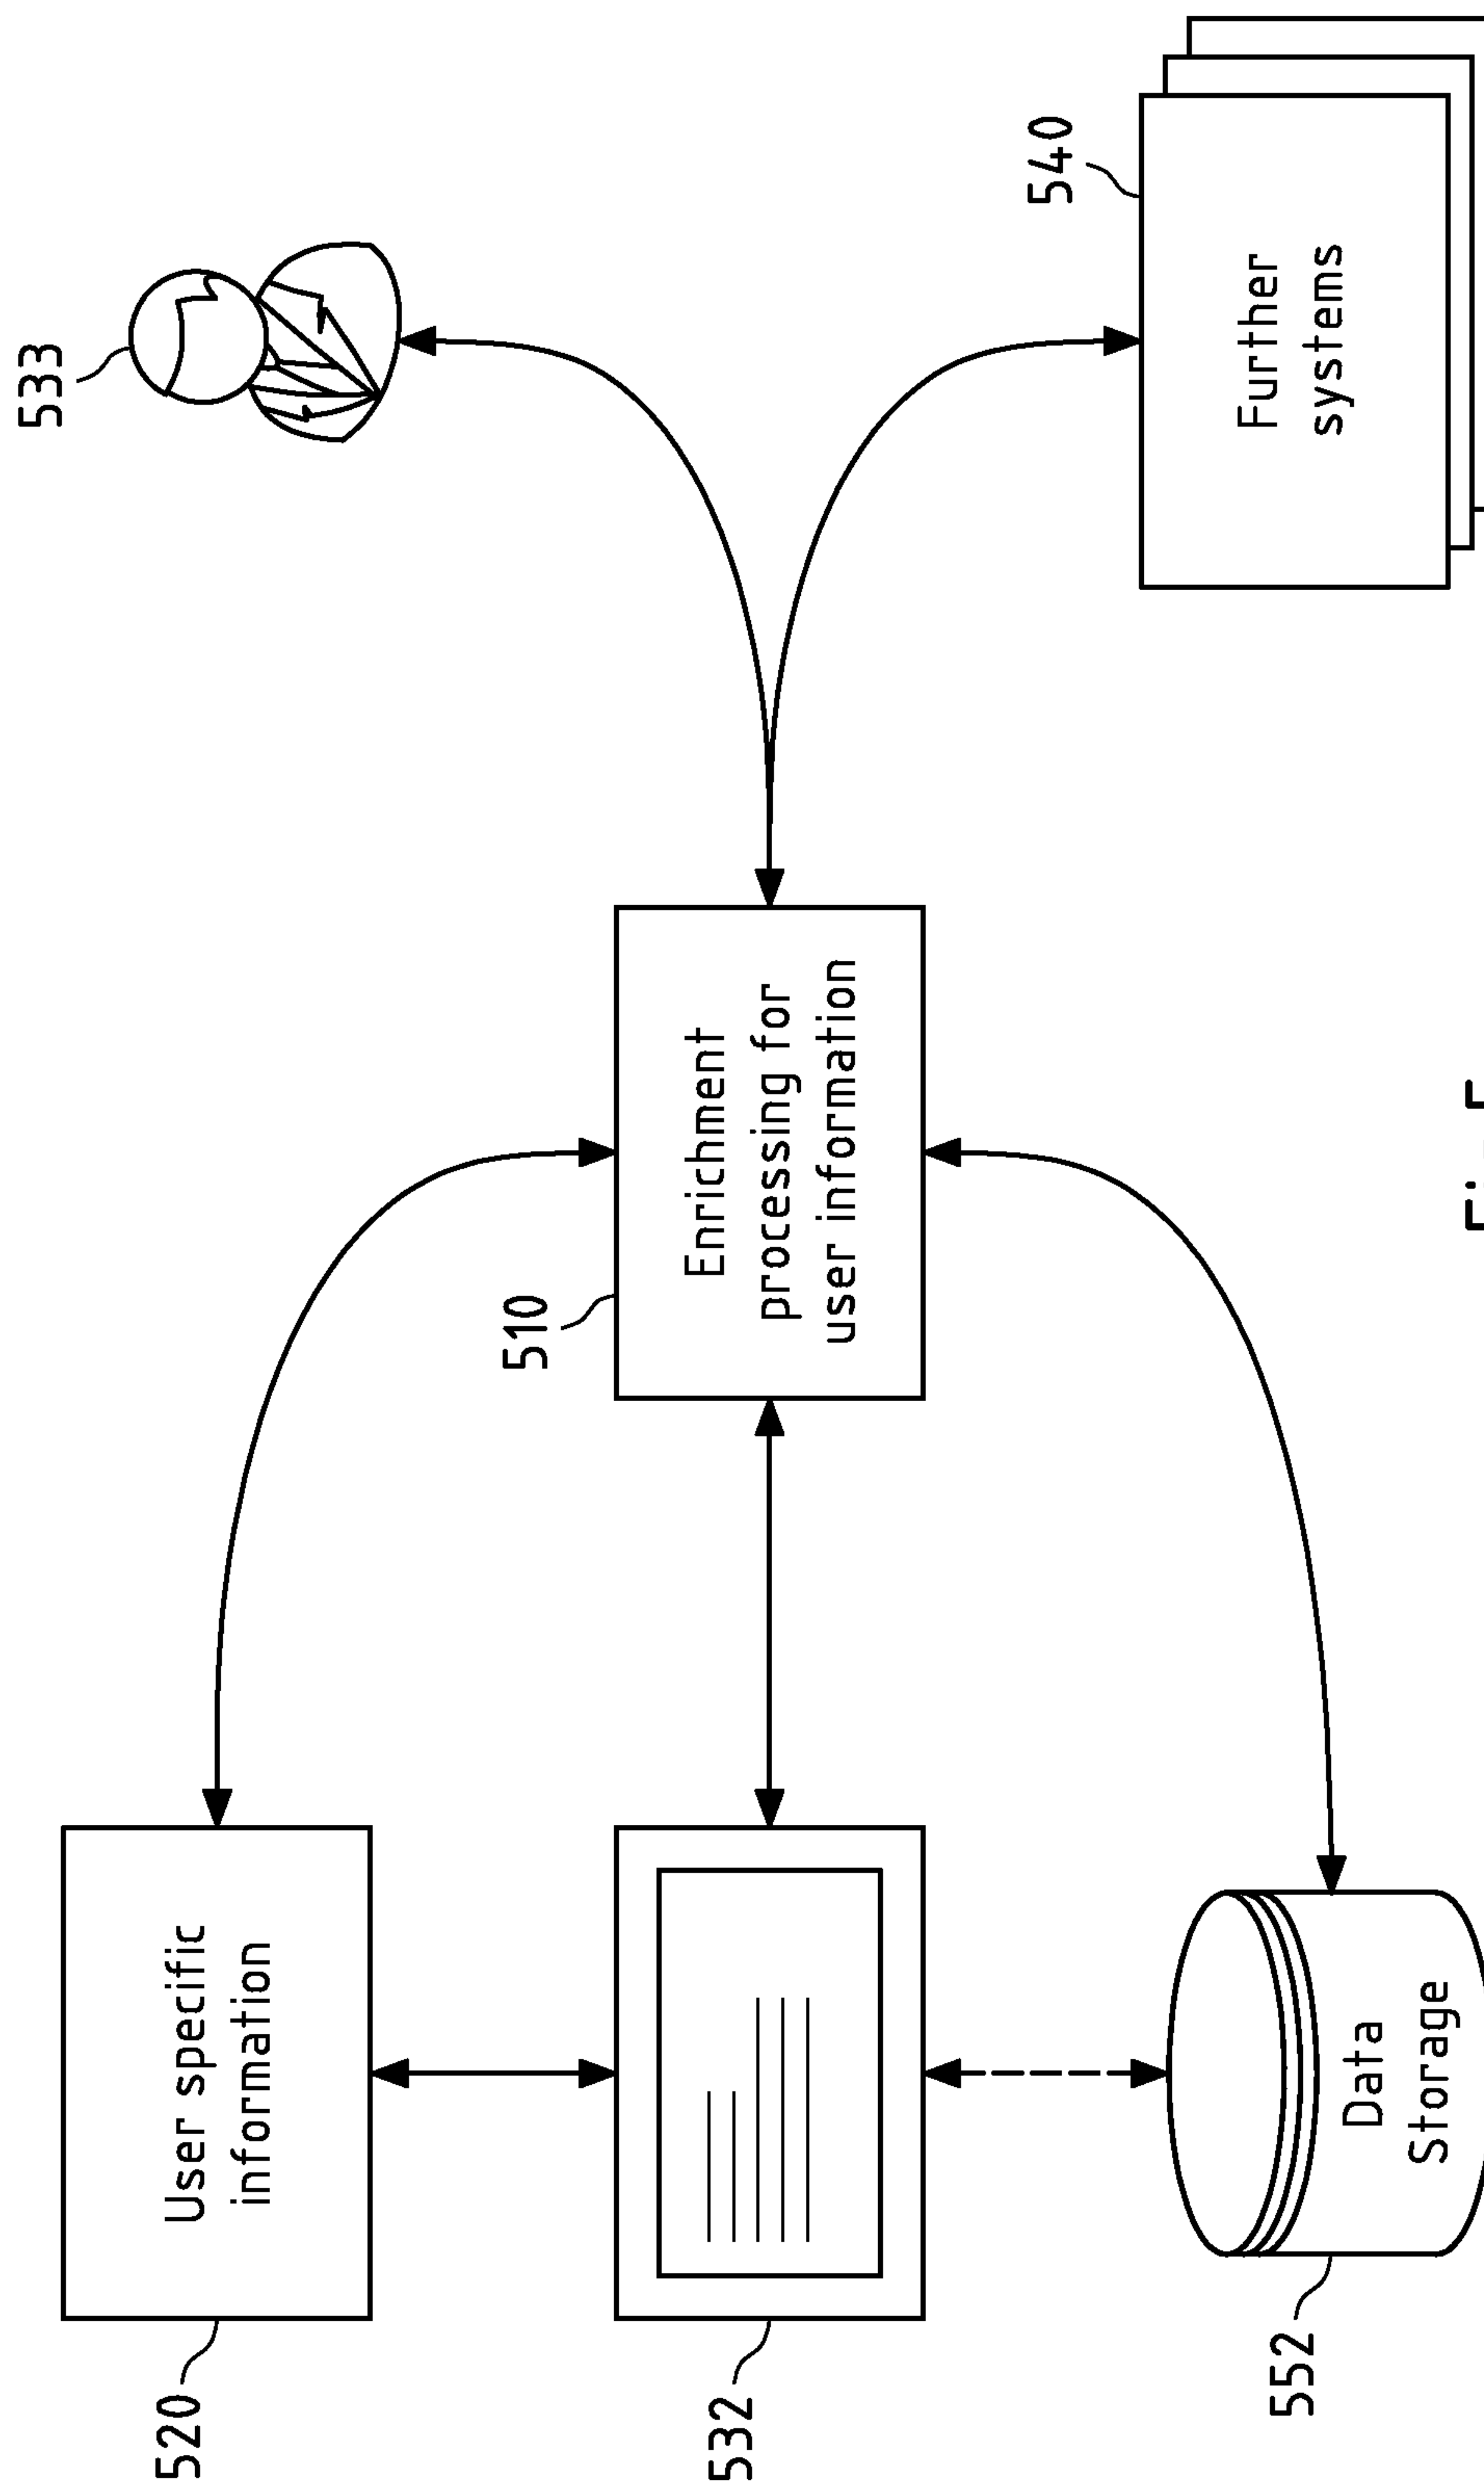 533
520
User specific
information
540
Further
systems
510
Enrichment
processing for
user information
532
552
Data
Storage